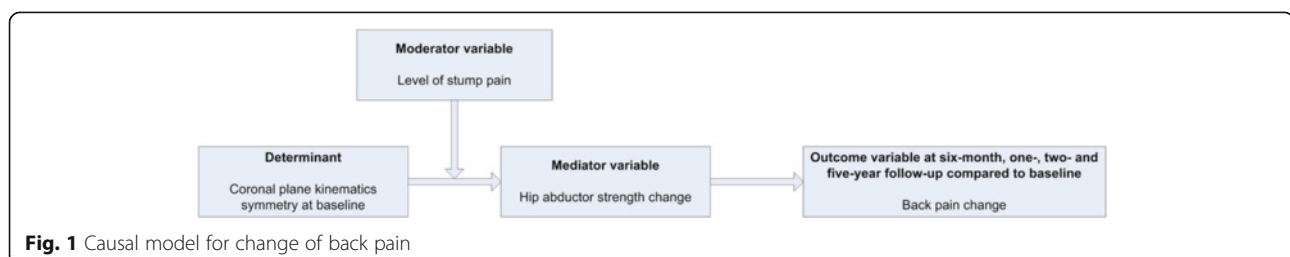 Moderator variable
Level of stump pain
Determinant
Coronal plane kinematics
symmetry at baseline
Mediator variable
Hip abductor strength change
Outcome variable at six-month, one-, two- and
five-year follow-up compared to baseline
Back pain change
Fig. 1 Causal model for change of back pain